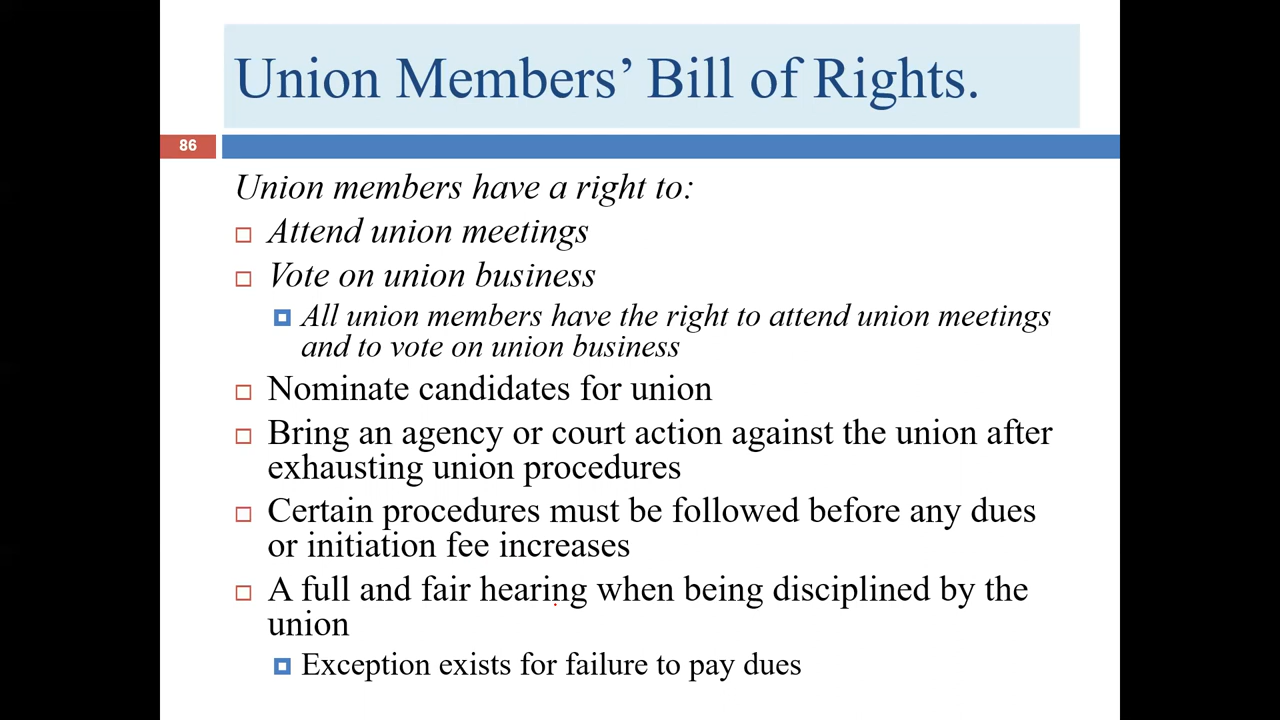 Union Members’ Bill of Rights.
86
Union members have a right to:
Attend union meetings
Vote on union business
All union members have the right to attend union meetings
and to vote on union business
Nominate candidates for union
Bring an agency or court action against the union after
exhausting union procedures
Certain procedures must be followed before any dues
or initiation fee increases
A full and fair hearing when being disciplined by the
union
Exception exists for failure to pay dues